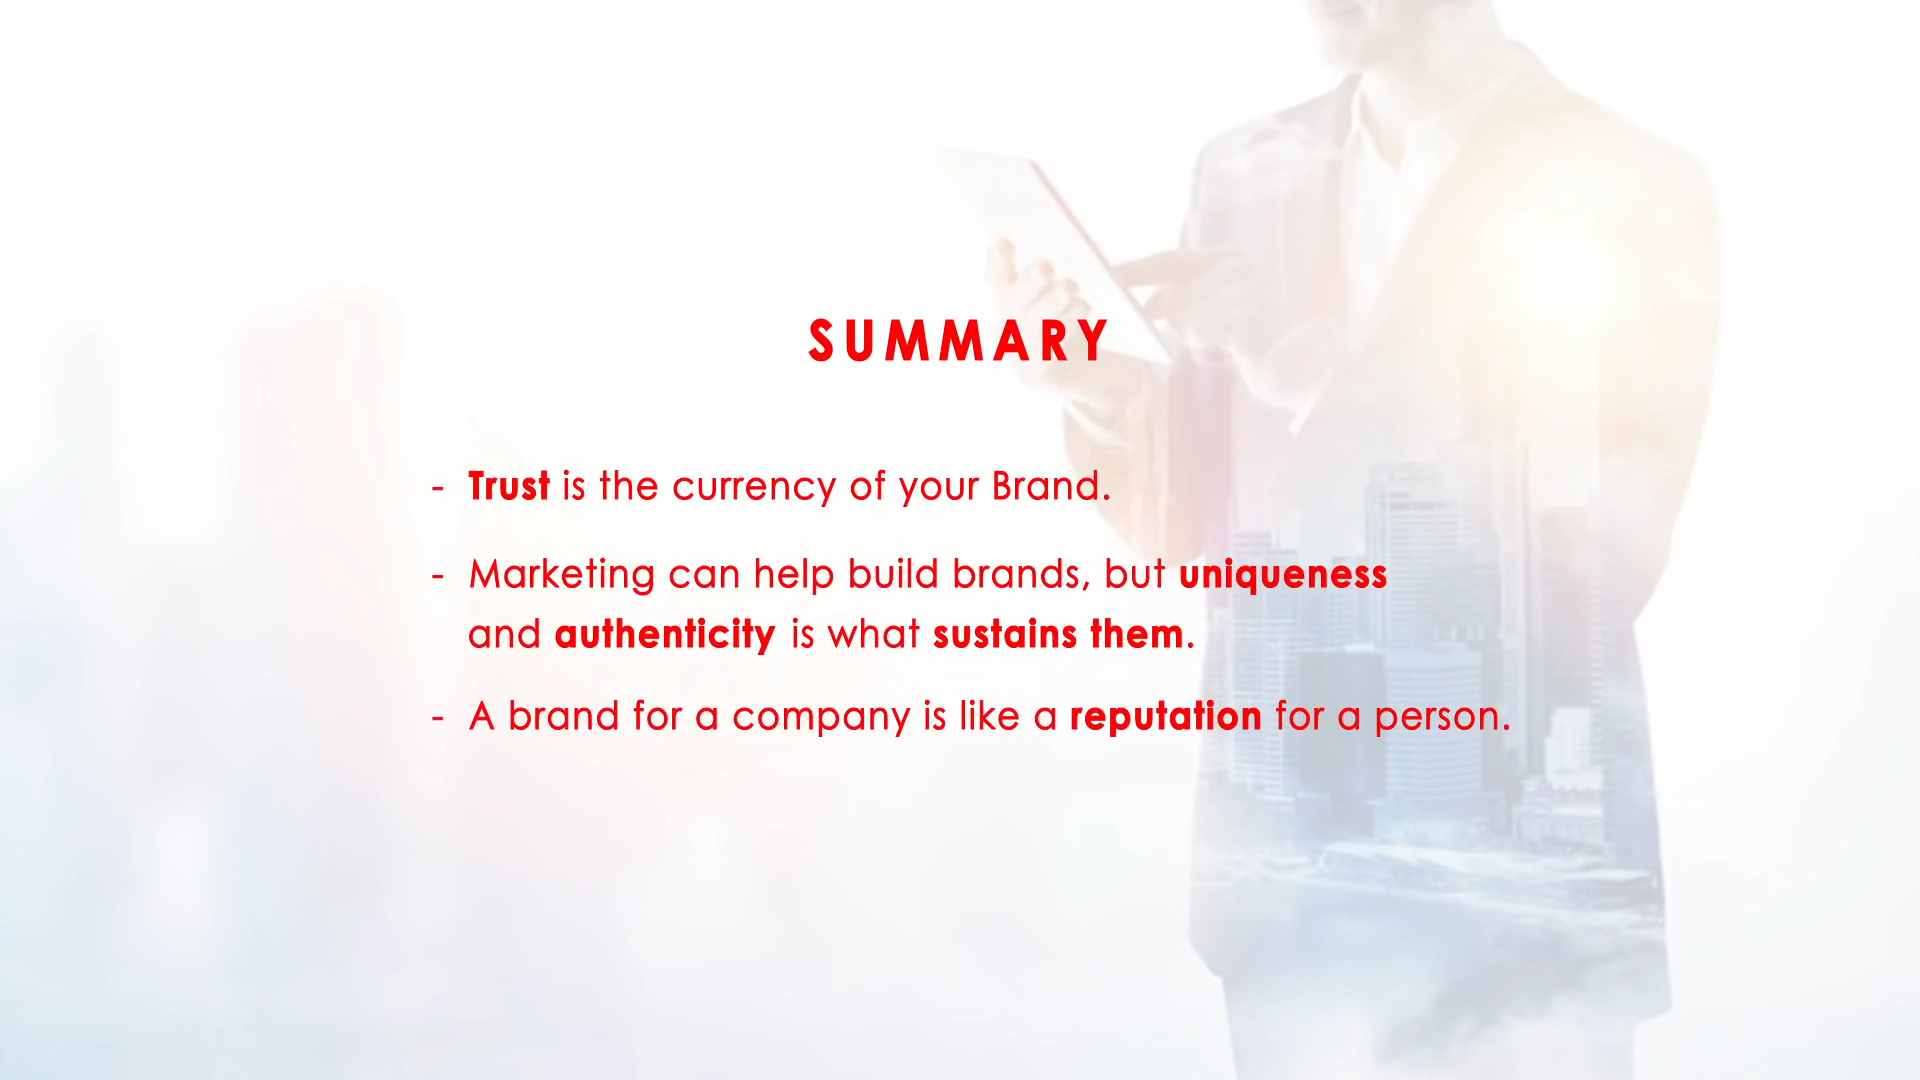 SUMMARY
- Trust is the currency of your Brand.
- Marketing can help build brands, but uniqueness
and authenticity is what sustains them.
- A brand for a company is like a reputation for a person.